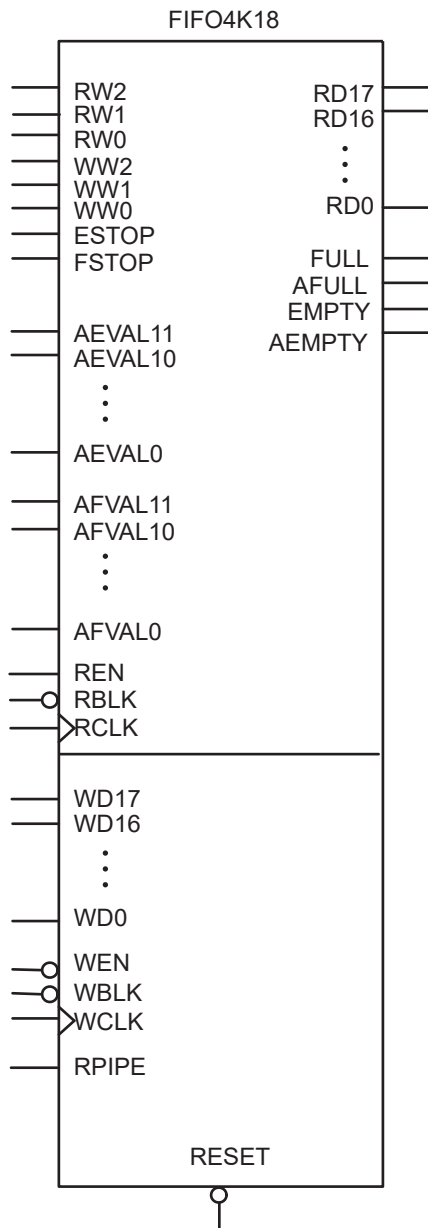 FIFO4K18
RW2
RW1
RW0
WW2
WW1
WW0
ESTOP
FSTOP
AEVAL11
AEVAL10
AEVAL0
AFVAL11
AFVAL10
AFVAL0
REN
RBLK
RCLK
WD17
WD16
WD0
WEN
WBLK
WCLK
RPIPE
RD17
RD16
RD0
FULL
AFULL
EMPTY
AEMPTY
RESET